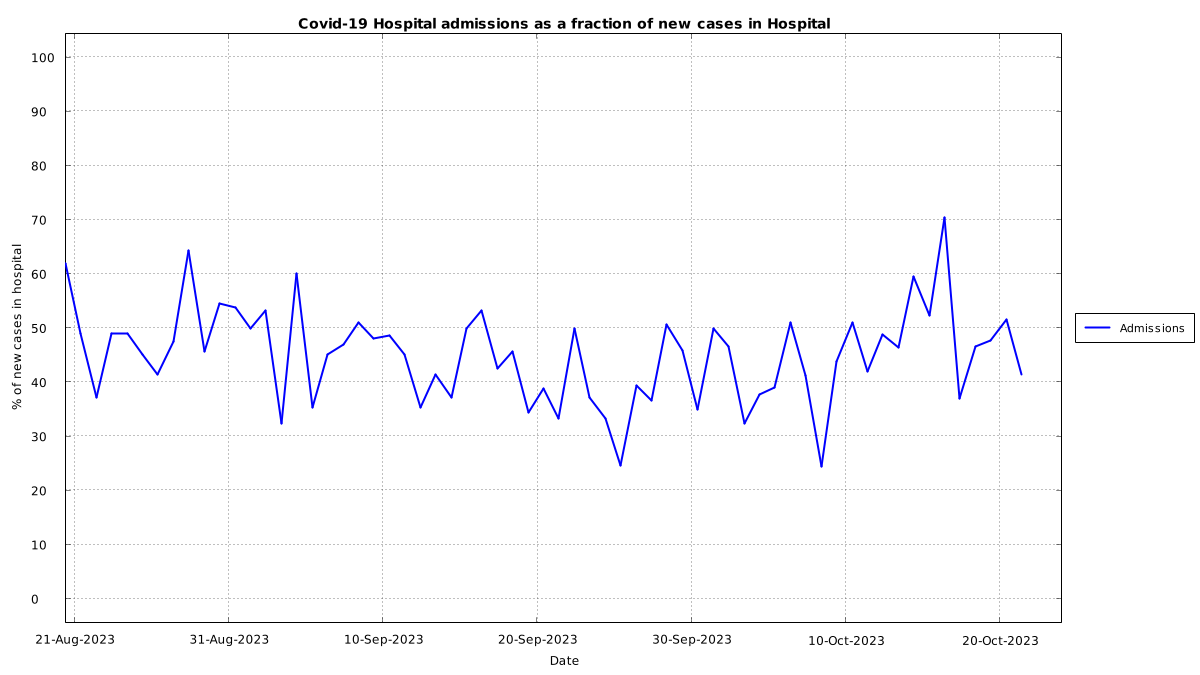 Covid-19 Hospital admissions as a fraction of new cases in Hospital
100
90
80
70
60
50
40
30
20
10
0
% of new cases in hospital
21-Aug-2023
31-Aug-2023
10-Sep-2023
20-Sep-2023
30-Sep-2023
10-Oct-2023
20-Oct-2023
Date
Admissions